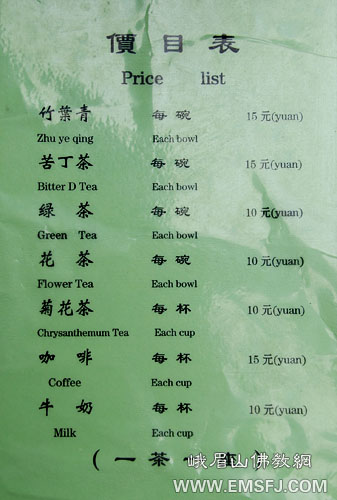 價目表
Price list
竹葉青 每碗 15元(yuan)
Zhu ye qing Each bowl
苦丁茶 每碗 15元(yuan)
Bitter D Tea Each bowl
绿茶 每碗 10元(yuan)
Green Tea Each bowl
花茶 每碗 10元(yuan)
Flower Tea Each bowl
菊花茶 每杯 10元(yuan)
Chrysanthemum Tea Each cup
咖啡 每杯 15元(yuan)
Coffee Each cup
牛奶 每杯 10元(yuan)
Milk Each cup
(一茶一座)
峨眉山佛教網
WWW.EMSFJ.COM